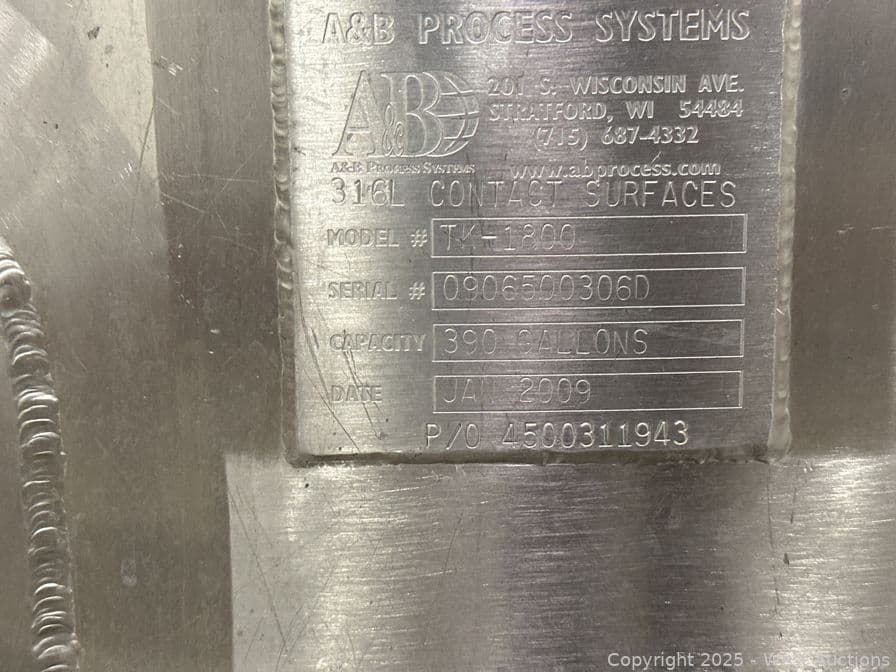 A&B PROCESS SYSTEMS
201 S. WISCONSIN AVE.
STRATFORD, WI 54484
(715) 687-4332
A&B
A&B PROCESS SYSTEMS
www.abprocess.com
316L CONTACT SURFACES
MODEL # TK-1800
SERIAL # 0906500306D
CAPACITY 390 GALLONS
DATE JAN 2009
P/O 4500311943
Copyright 2025 - Auctions